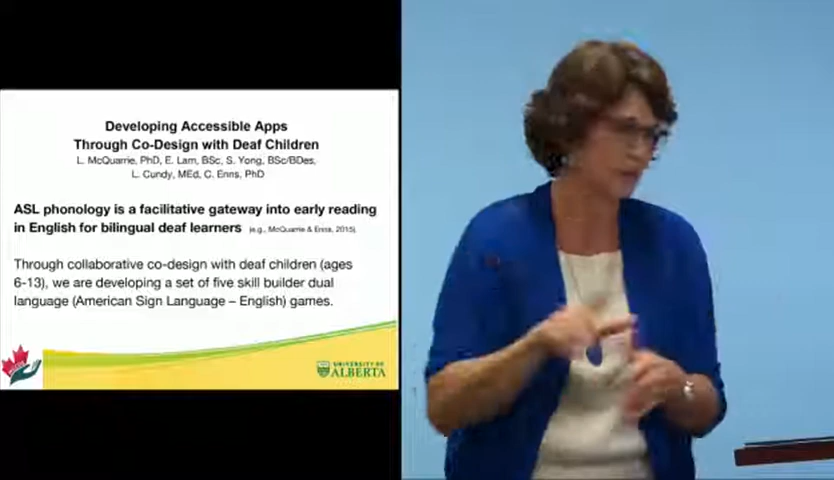 Developing Accessible Apps
Through Co-Design with Deaf Children
L. McQuarrie, PhD, E. Lam, BSc, S. Yong, BSc/BDes,
L. Cundy, MEd, C. Enns, PhD
ASL phonology is a facilitative gateway into early reading
in English for bilingual deaf learners (e.g., McQuarrie & Enns, 2015).
Through collaborative co-design with deaf children (ages
6-13), we are developing a set of five skill builder dual
language (American Sign Language – English) games.
UNIVERSITY OF
ALBERTA